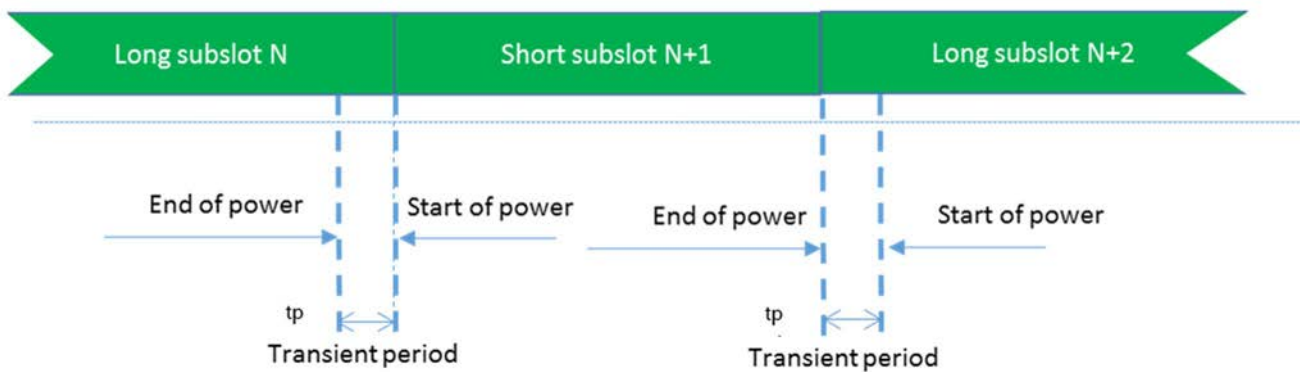 Long subslot N
Short subslot N+1
Long subslot N+2
End of power
Start of power
End of power
Start of power
tp
tp
Transient period
Transient period